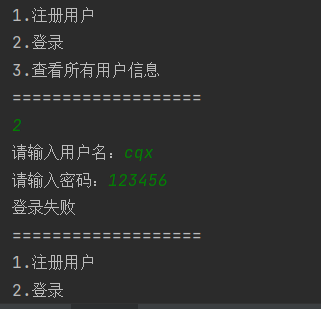 1.注册用户
2.登录
3.查看所有用户信息
===================
2
请输入用户名：cqx
请输入密码：123456
登录失败
===================
1.注册用户
2.登录